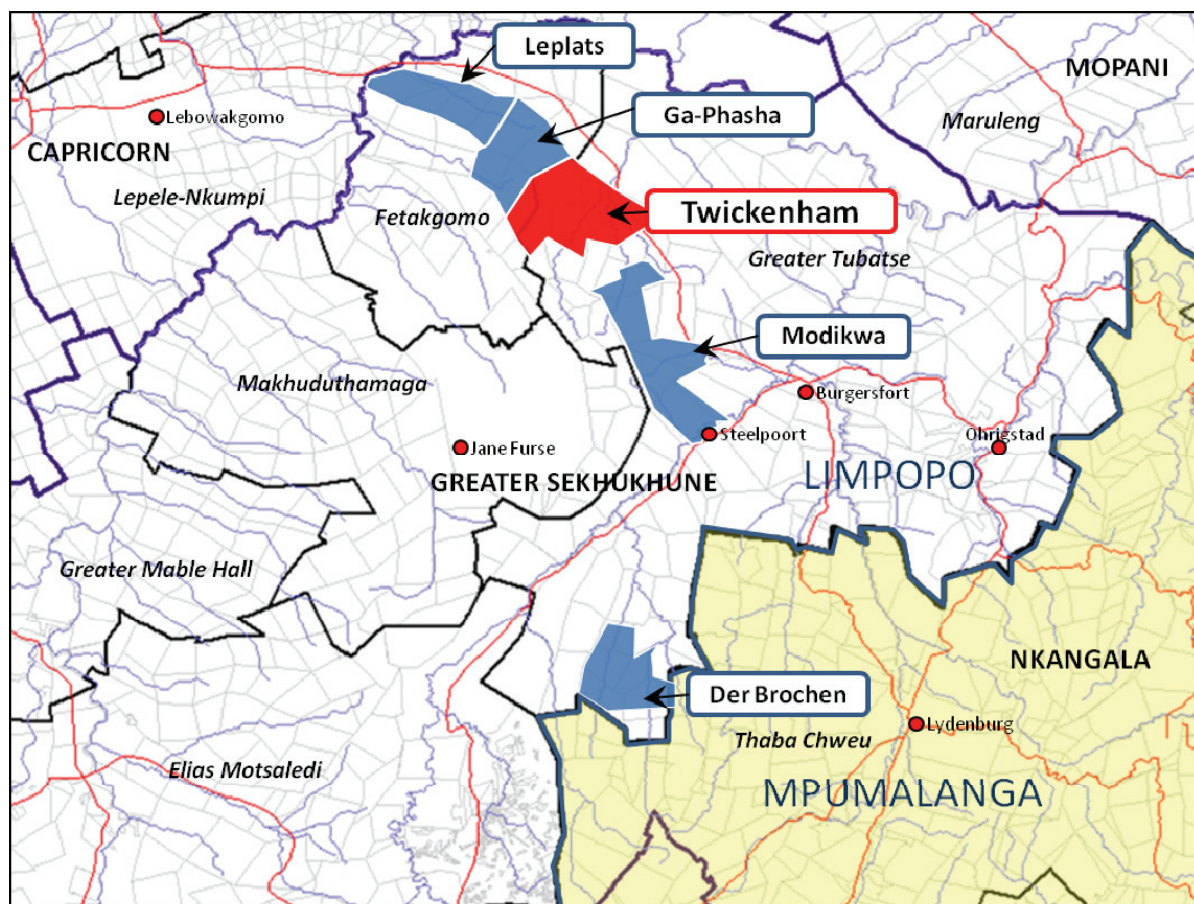 Leplats
MOPANI
Ga-Phasha
Lebowakgomo
Maruleng
CAPRICORN
Lepele-Nkumpi
Fetakgomo
Twickenham
Greater Tubatse
Modikwa
Makhuduthamaga
Burgersfort
Steelpoort
Ohrigstad
Jane Furse
GREATER SEKHUKHUNE
LIMPOPO
Greater Mable Hall
NKANGALA
Der Brochen
Lydenburg
Thaba Chweu
Elias Motsaledi
MPUMALANGA